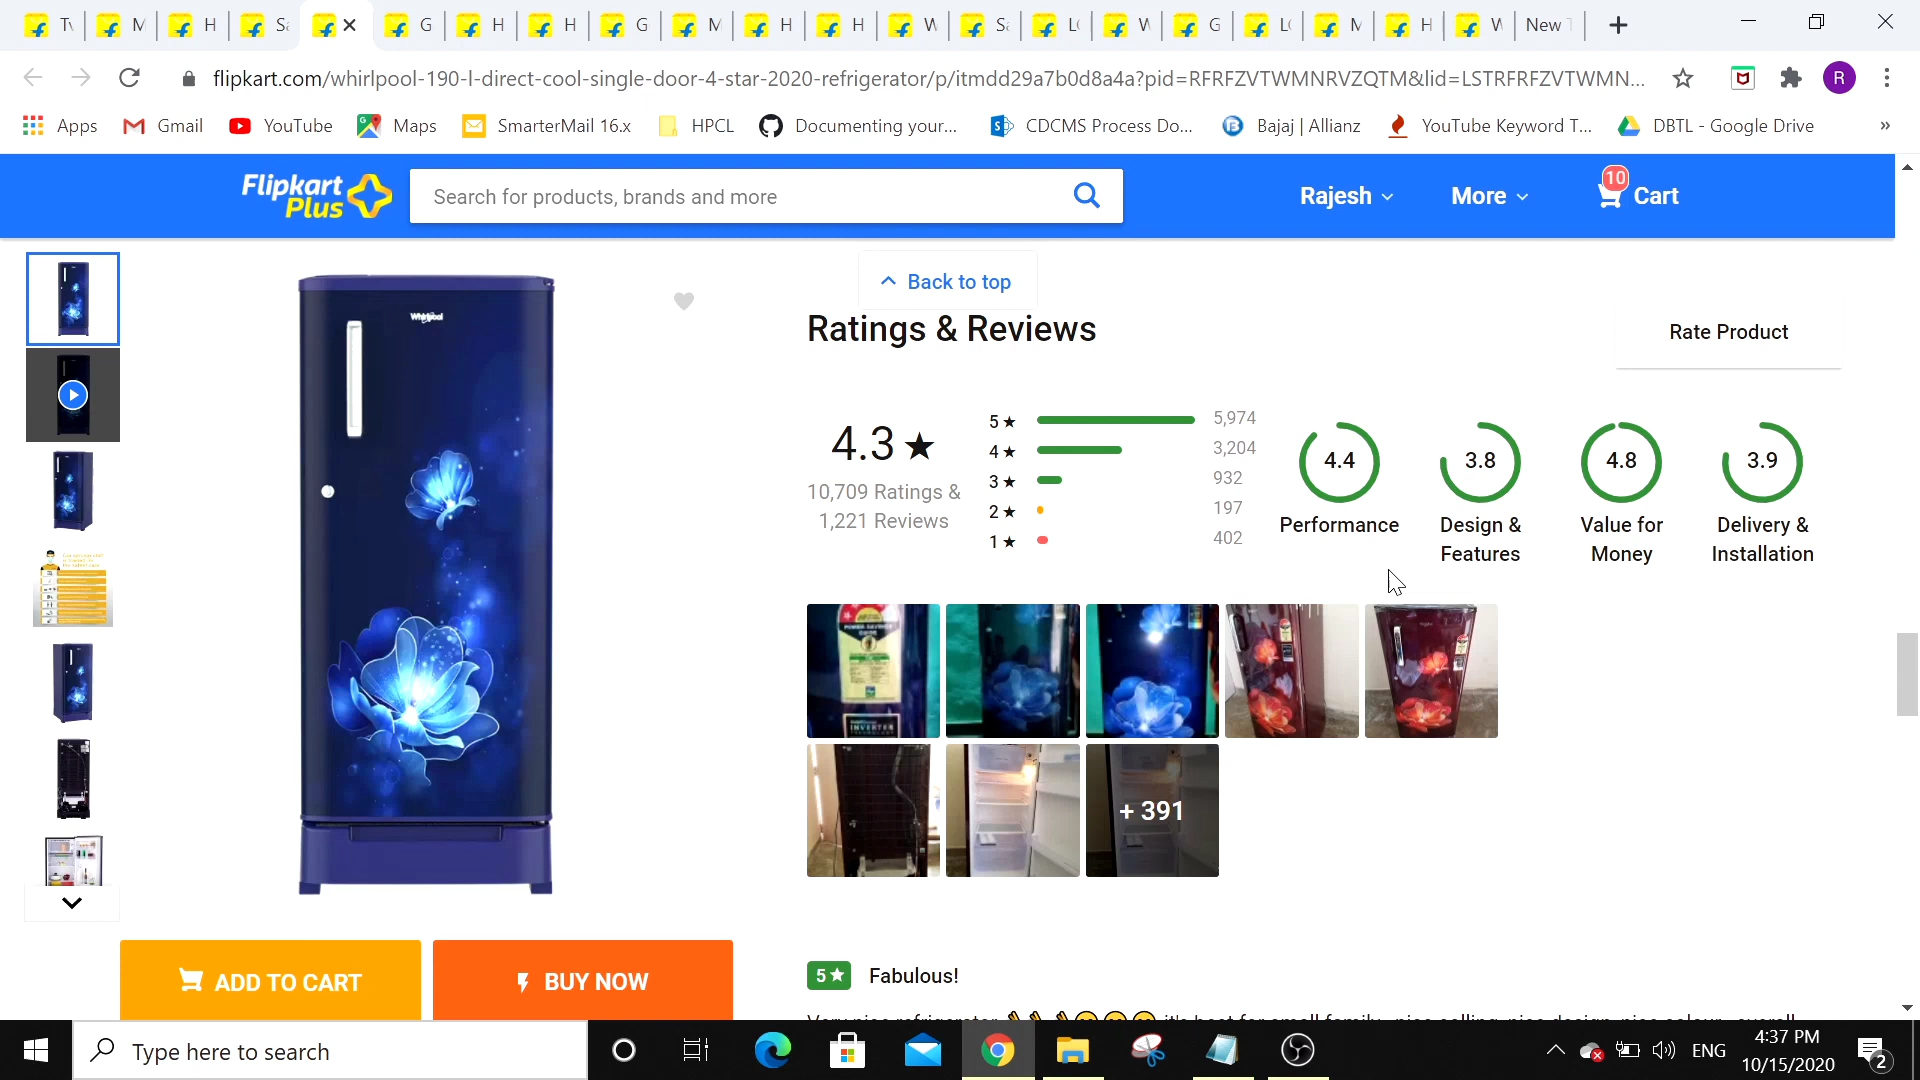 New
flipkart.com/whirlpool-190-l-direct-cool-single-door-4-star-2020-refrigerator/p/itmdd29a7b0d8a4a?pid=RFRFZVTWMNRVZQTM&lid=LSTRFRFZVTWMN...
R
Apps Gmail YouTube Maps SmarterMail 16.x HPCL Documenting your... CDCMS Process Do... Bajaj | Allianz YouTube Keyword T... DBTL - Google Drive »
Flipkart
Plus
Search for products, brands and more
Rajesh
More
10
Cart
Whirlpool
Back to top
Ratings & Reviews
Rate Product
4.3★
10,709 Ratings &
1,221 Reviews
5★ 5,974
4★ 3,204
3★ 932
2★ 197
1★ 402
4.4
Performance
3.8
Design &
Features
4.8
Value for
Money
3.9
Delivery &
Installation
POWER SAVINGS
GUIDE
INVERTER
+ 391
ADD TO CART
BUY NOW
5★ Fabulous!
Type here to search
ENG
4:37 PM
10/15/2020
2